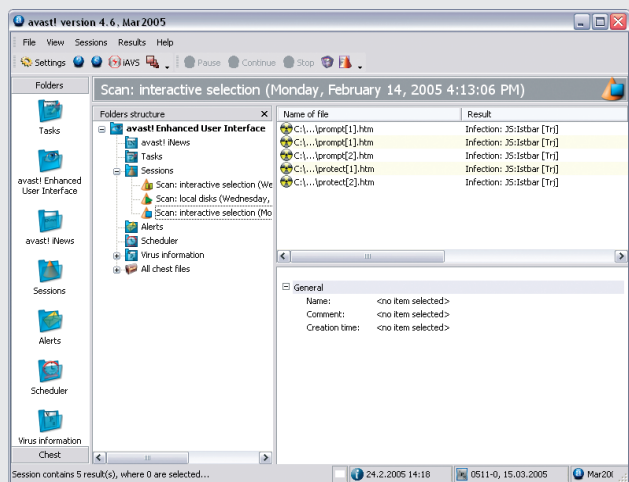 avast! version 4.6, Mar2005
File View Sessions Results Help
Settings iAVS Pause Continue Stop
Folders
Tasks
avast! Enhanced
User Interface
avast! iNews
Sessions
Alerts
Scheduler
Virus information
Chest
Scan: interactive selection (Monday, February 14, 2005 4:13:06 PM)
Folders structure
avast! Enhanced User Interface
avast! iNews
Tasks
Sessions
Scan: interactive selection (We
Scan: local disks (Wednesday,
Scan: interactive selection (Mo
Alerts
Scheduler
Virus information
All chest files
Name of file Result
C:\...\prompt[1].htm Infection: JS:Istbar [Trj]
C:\...\prompt[1].htm Infection: JS:Istbar [Trj]
C:\...\prompt[2].htm Infection: JS:Istbar [Trj]
C:\...\protect[1].htm Infection: JS:Istbar [Trj]
C:\...\protect[2].htm Infection: JS:Istbar [Trj]
General
Name: <no item selected>
Comment: <no item selected>
Creation time: <no item selected>
Session contains 5 result(s), where 0 are selected... 24.2.2005 14:18 0511-0, 15.03.2005 Mar200